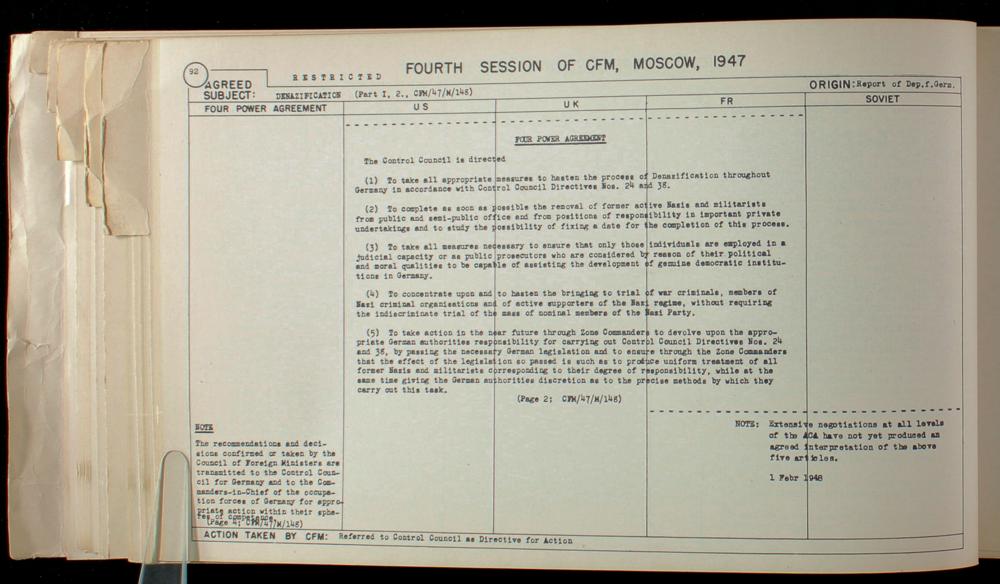 92
RESTRICTED
FOURTH SESSION OF CFM, MOSCOW, 1947
AGREED
SUBJECT: DENAZIFICATION (Part I, 2., CFM/47/M/148)
ORIGIN: Report of Dep.f.Germ.
FOUR POWER AGREEMENT
US
UK
FR
SOVIET
FOUR POWER AGREEMENT
The Control Council is directed
(1) To take all appropriate measures to hasten the process of Denazification throughout
Germany in accordance with Control Council Directives Nos. 24 and 38.
(2) To complete as soon as possible the removal of former active Nazis and militarists
from public and semi-public office and from positions of responsibility in important private
undertakings and to study the possibility of fixing a date for the completion of this process.
(3) To take all measures necessary to ensure that only those individuals are employed in a
judicial capacity or as public prosecutors who are considered by reason of their political
and moral qualities to be capable of assisting the development of genuine democratic institu-
tions in Germany.
(4) To concentrate upon and to hasten the bringing to trial of war criminals, members of
Nazi criminal organisations and of active supporters of the Nazi regime, without requiring
the indiscriminate trial of the mass of nominal members of the Nazi Party.
(5) To take action in the near future through Zone Commanders to devolve upon the appro-
priate German authorities responsibility for carrying out Control Council Directives Nos. 24
and 38, by passing the necessary German legislation and to ensure through the Zone Commanders
that the effect of the legislation so passed is such as to produce uniform treatment of all
former Nazis and militarists corresponding to their degree of responsibility, while at the
same time giving the German authorities discretion as to the precise methods by which they
carry out this task.
(Page 2; CFM/47/M/148)
NOTE
The recommendations and deci-
sions confirmed or taken by the
Council of Foreign Ministers are
transmitted to the Control Coun-
cil for Germany and to the Com-
manders-in-Chief of the occupa-
tion forces of Germany for appro-
priate action within their sphe-
res of competence.
(Page 4; CFM/47/M/148)
NOTE: Extensive negotiations at all levels
of the ACA have not yet produced an
agreed interpretation of the above
five articles.
1 Febr 1948
ACTION TAKEN BY CFM: Referred to Control Council as Directive for Action